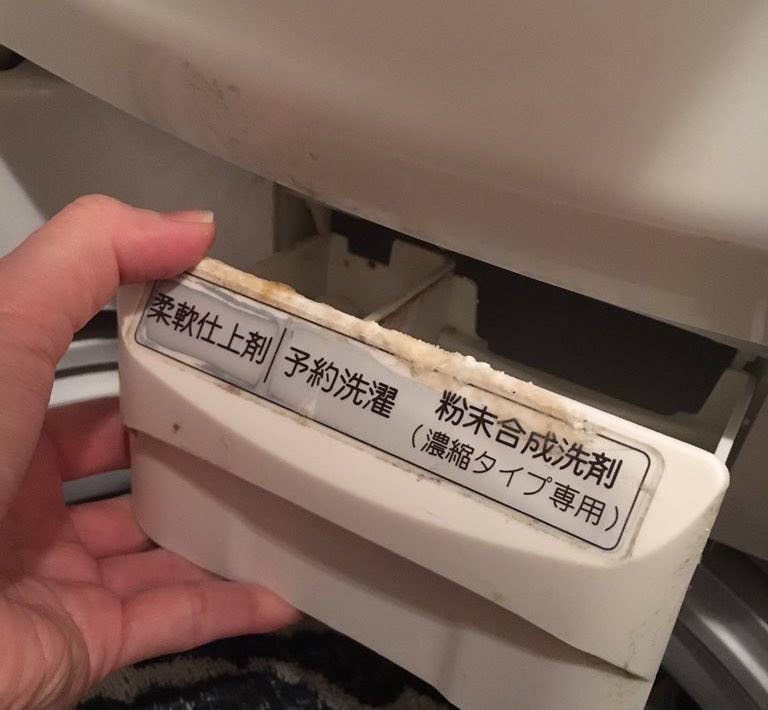 柔軟仕上剤 予約洗濯 粉末合成洗剤
(濃縮タイプ専用)